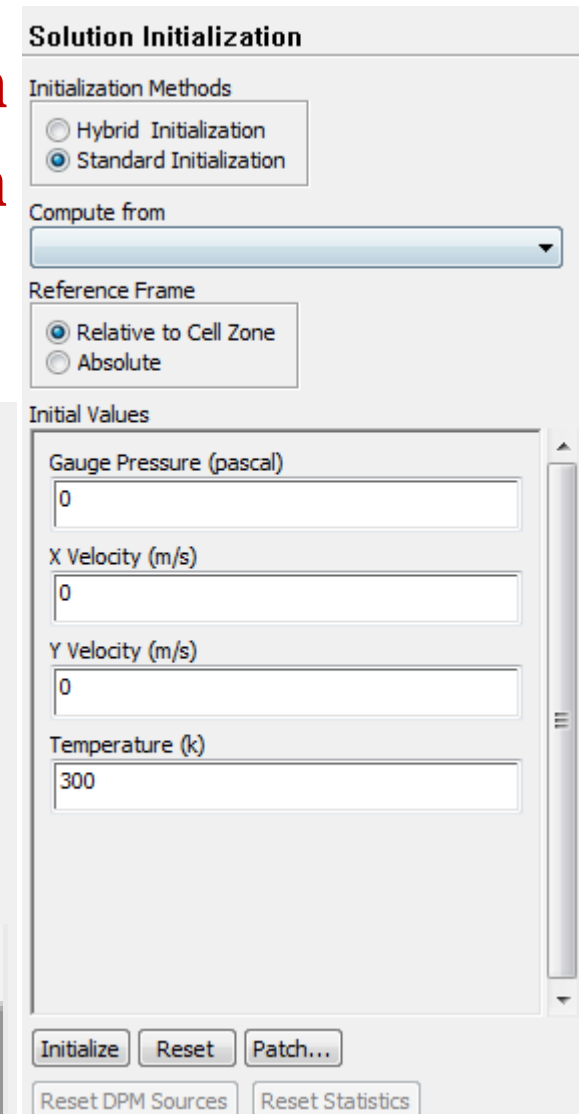 Solution Initialization
Initialization Methods
Hybrid Initialization
Standard Initialization
Compute from
Reference Frame
Relative to Cell Zone
Absolute
Initial Values
Gauge Pressure (pascal)
0
X Velocity (m/s)
0
Y Velocity (m/s)
0
Temperature (k)
300
Initialize Reset Patch...
Reset DPM Sources Reset Statistics